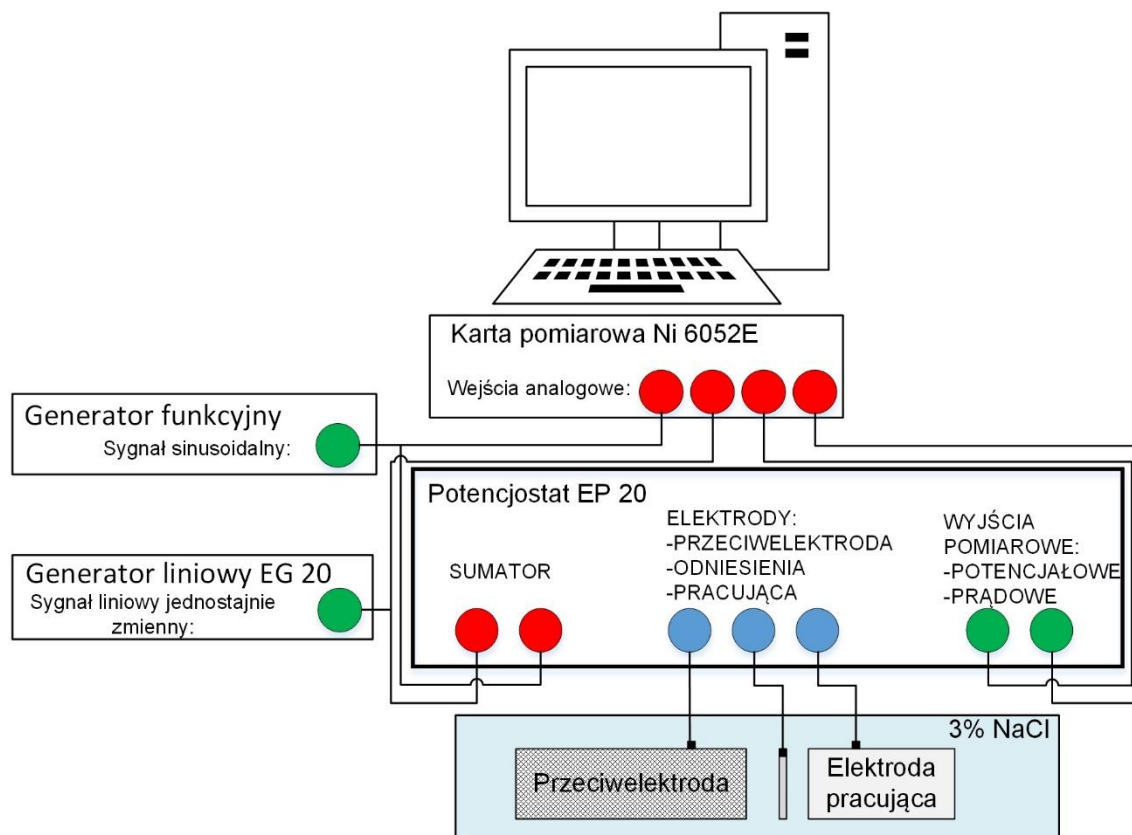 Karta pomiarowa Ni 6052E
Wejścia analogowe:
Generator funkcyjny
Sygnał sinusoidalny:
Potencjostat EP 20
SUMATOR
ELEKTRODY:
-PRZECIWELEKTRODA
-ODNIESIENIA
-PRACUJĄCA
WYJŚCIA
POMIAROWE:
-POTENCJAŁOWE
-PRĄDOWE
Generator liniowy EG 20
Sygnał liniowy jednostajnie
zmienny:
3% NaCl
Przeciwelektroda
Elektroda
pracująca